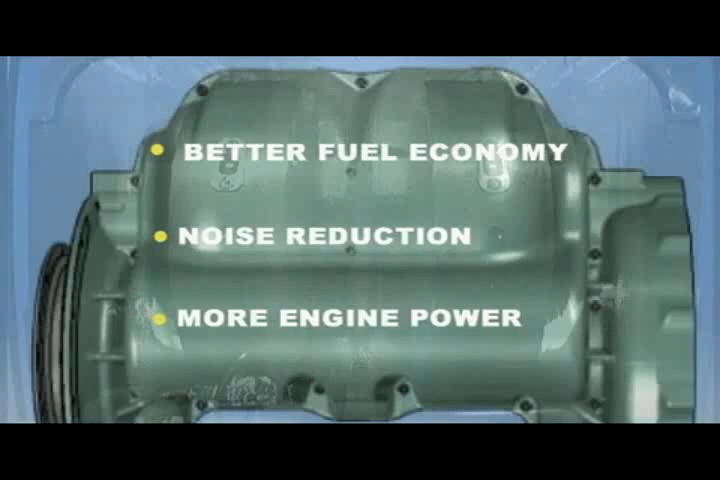 • BETTER FUEL ECONOMY
• NOISE REDUCTION
• MORE ENGINE POWER